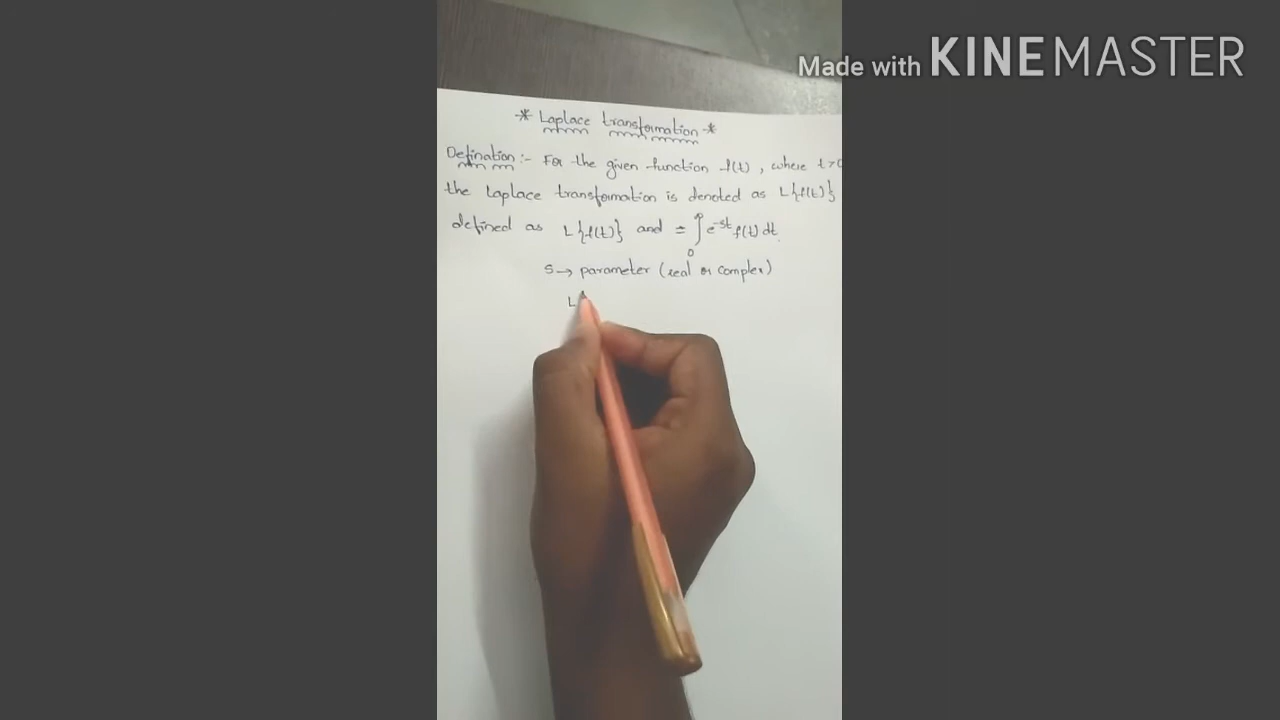 Made with KINEMASTER
* Laplace transformation *
Defination :- For the given function f(t), where t>0
the Laplace transformation is denoted as L{f(t)}
defined as L{f(t)} and = ∫₀^∞ e^-st f(t) dt.
s → parameter (real or complex)
L